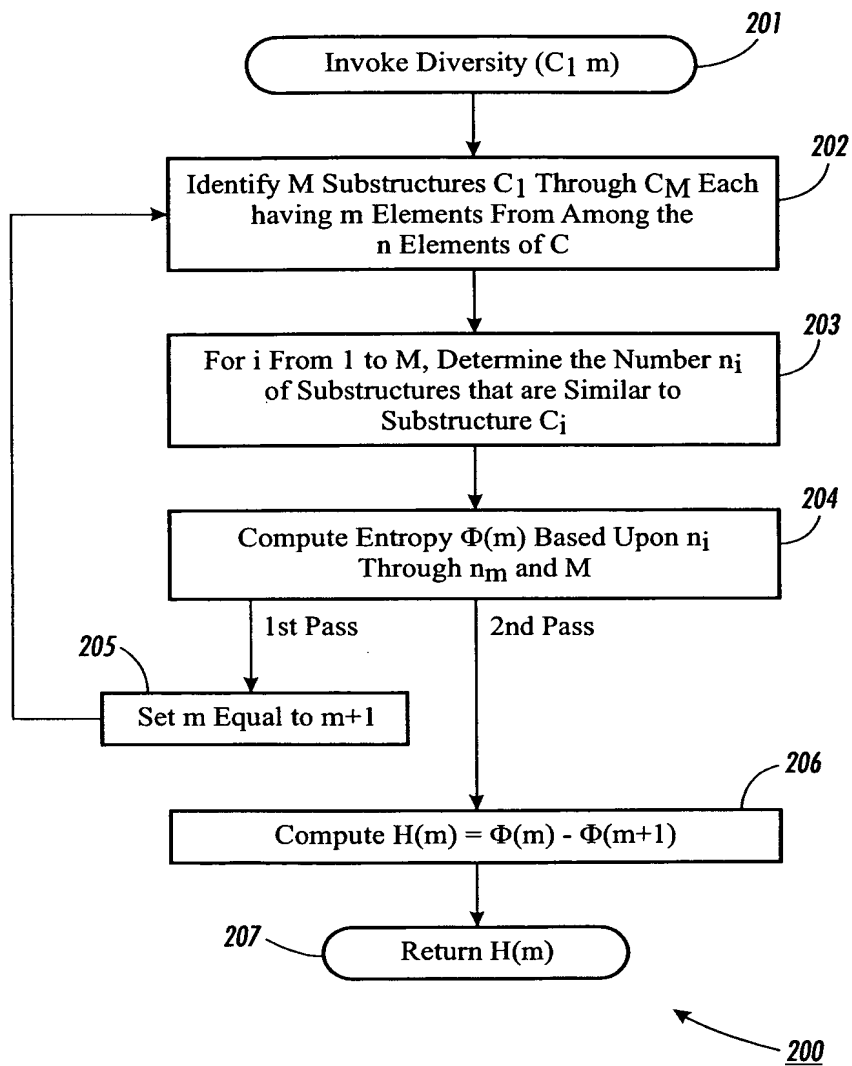 201
Invoke Diversity (C1 m)
202
Identify M Substructures C1 Through CM Each
having m Elements From Among the
n Elements of C
203
For i From 1 to M, Determine the Number ni
of Substructures that are Similar to
Substructure Ci
204
Compute Entropy Φ(m) Based Upon ni
Through nm and M
1st Pass
2nd Pass
205
Set m Equal to m+1
206
Compute H(m) = Φ(m) - Φ(m+1)
207
Return H(m)
200